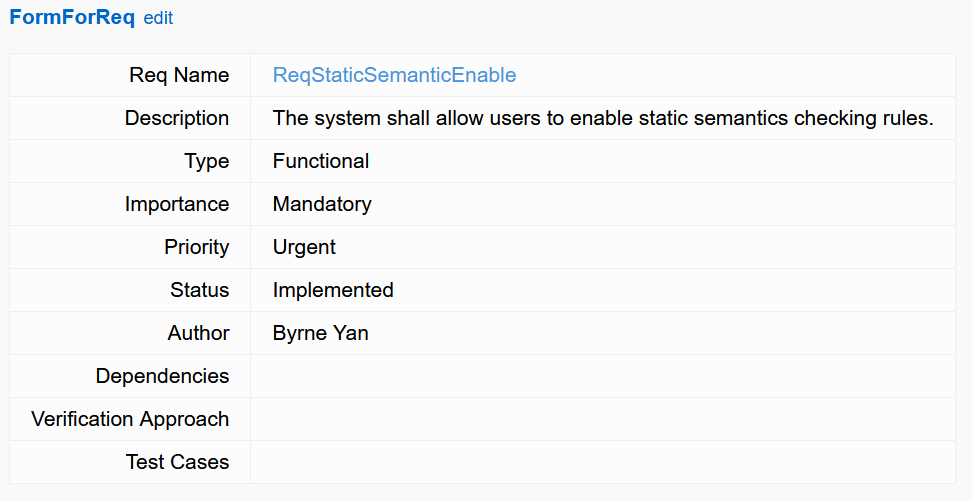 FormForReq edit
Req Name ReqStaticSemanticEnable
Description The system shall allow users to enable static semantics checking rules.
Type Functional
Importance Mandatory
Priority Urgent
Status Implemented
Author Byrne Yan
Dependencies
Verification Approach
Test Cases